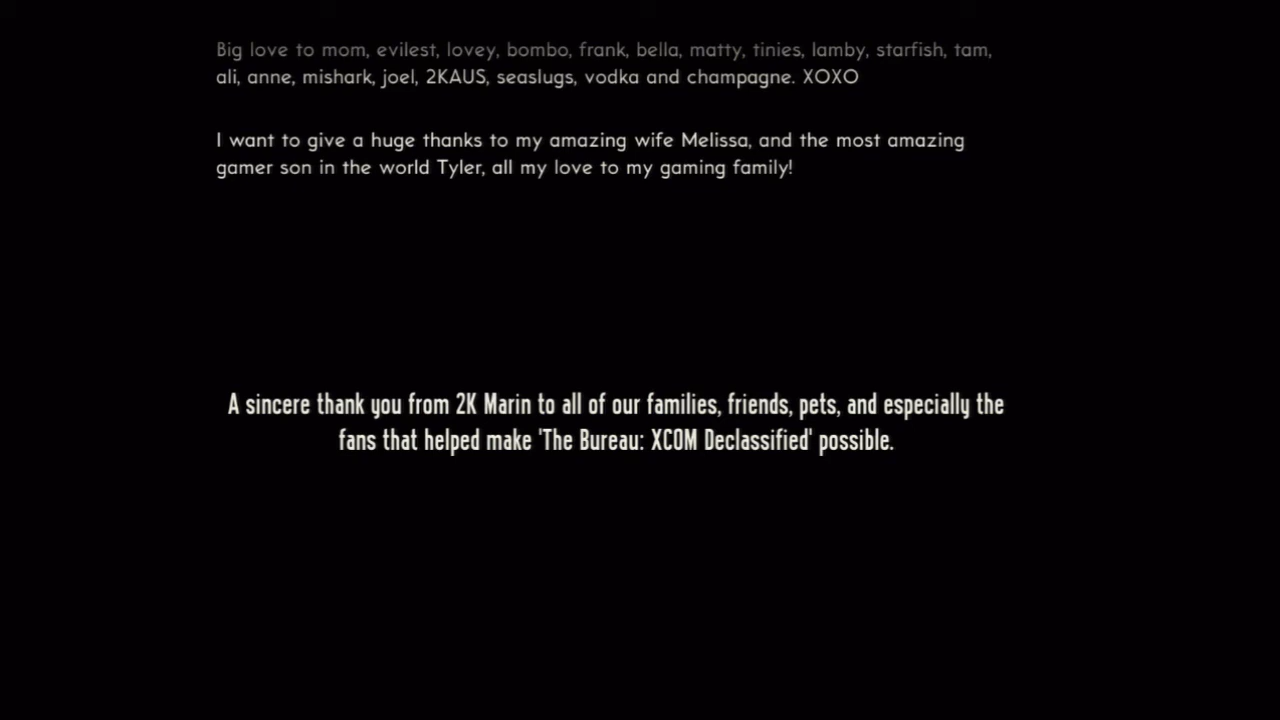 Big love to mom, evilest, lovey, bombo, frank, bella, matty, tinies, lamby, starfish, tam,
ali, anne, mishark, joel, 2KAUS, seaslugs, vodka and champagne. XOXO
I want to give a huge thanks to my amazing wife Melissa, and the most amazing
gamer son in the world Tyler, all my love to my gaming family!
A sincere thank you from 2K Marin to all of our families, friends, pets, and especially the
fans that helped make 'The Bureau: XCOM Declassified' possible.